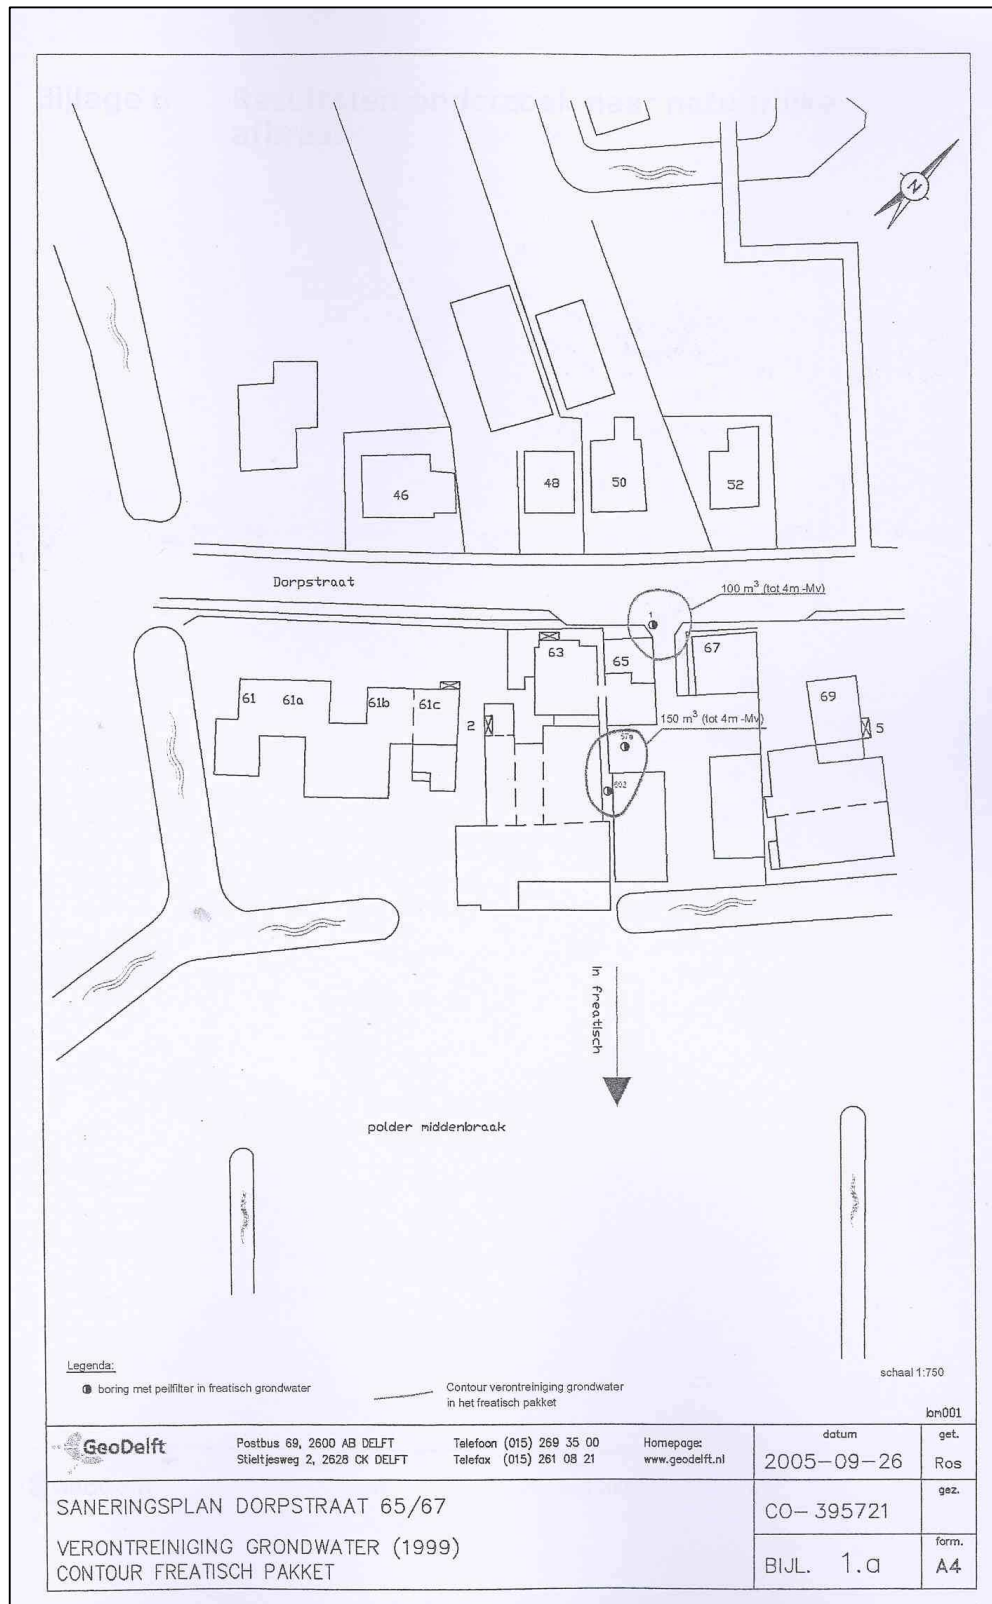 N
46
48
50
52
Dorpstraat
100 m³ (tot 4m -Mv)
1
63
65
67
61
61a
61b
61c
2
69
5
150 m³ (tot 4m -Mv)
602
in freatisch
polder middenbraak
Legenda:
boring met peilfilter in freatisch grondwater
Contour verontreiniging grondwater
in het freatisch pakket
schaal 1:750
GeoDelft
Postbus 69, 2600 AB DELFT
Stieltjesweg 2, 2628 CK DELFT
Telefoon (015) 269 35 00
Telefax (015) 261 08 21
Homepage:
www.geodelft.nl
datum
2005-09-26
get.
Ros
SANERINGSPLAN DORPSTRAAT 65/67
VERONTREINIGING GRONDWATER (1999)
CONTOUR FREATISCH PAKKET
CO-395721
gez.
BIJL. 1.a
form.
A4